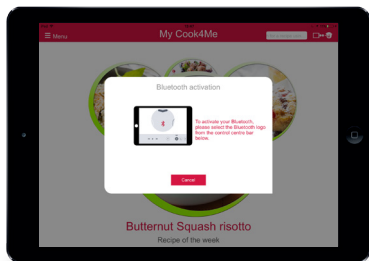 Menu
My Cook4Me
Bluetooth activation
To activate your Bluetooth,
please select the Bluetooth logo
from the control centre bar
below.
Cancel
Butternut Squash risotto
Recipe of the week